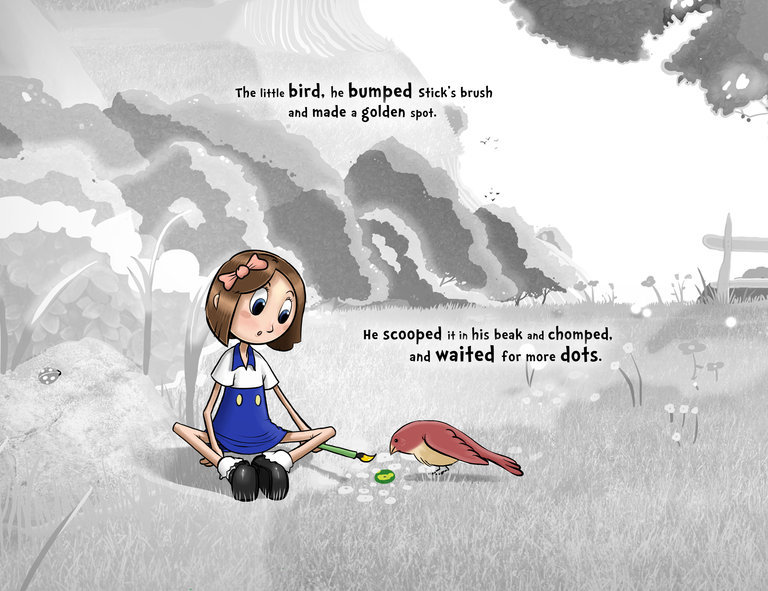 The little bird, he bumped stick's brush
and made a golden spot.
He scooped it in his beak and chomped,
and waited for more dots.